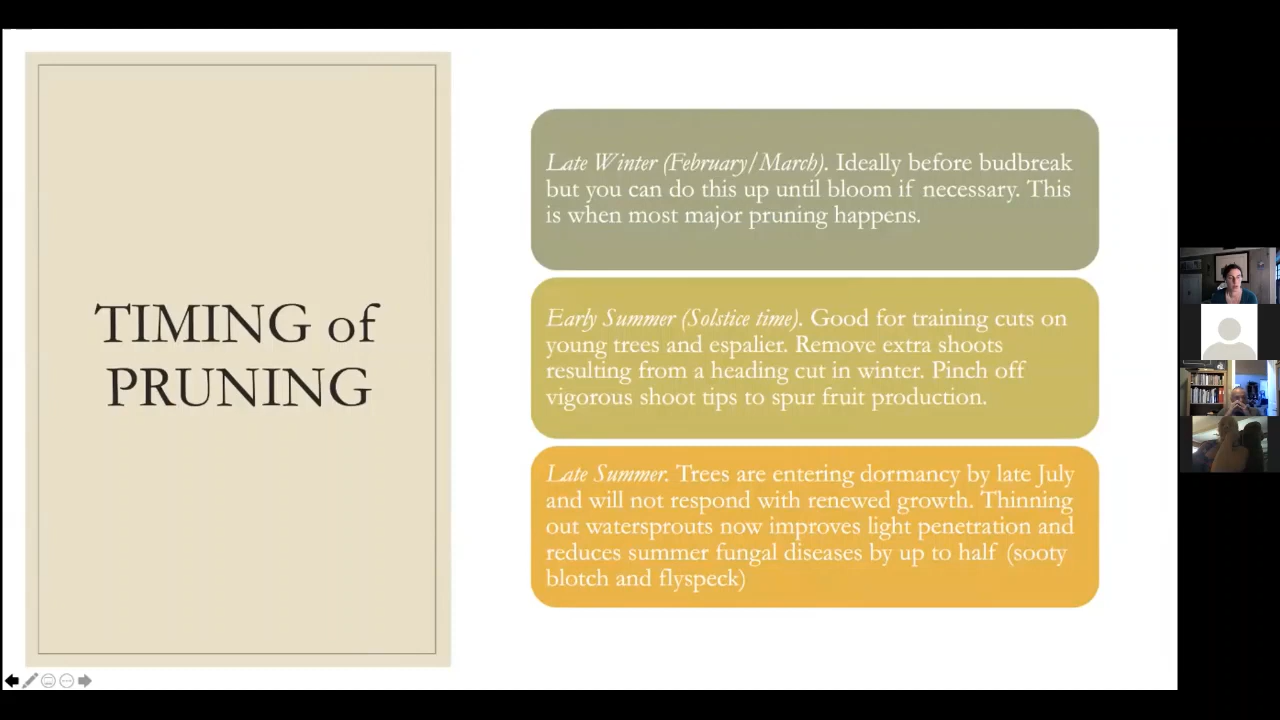 TIMING of
PRUNING
Late Winter (February/March). Ideally before budbreak
but you can do this up until bloom if necessary. This
is when most major pruning happens.
Early Summer (Solstice time). Good for training cuts on
young trees and espalier. Remove extra shoots
resulting from a heading cut in winter. Pinch off
vigorous shoot tips to spur fruit production.
Late Summer. Trees are entering dormancy by late July
and will not respond with renewed growth. Thinning
out watersprouts now improves light penetration and
reduces summer fungal diseases by up to half (sooty
blotch and flyspeck)